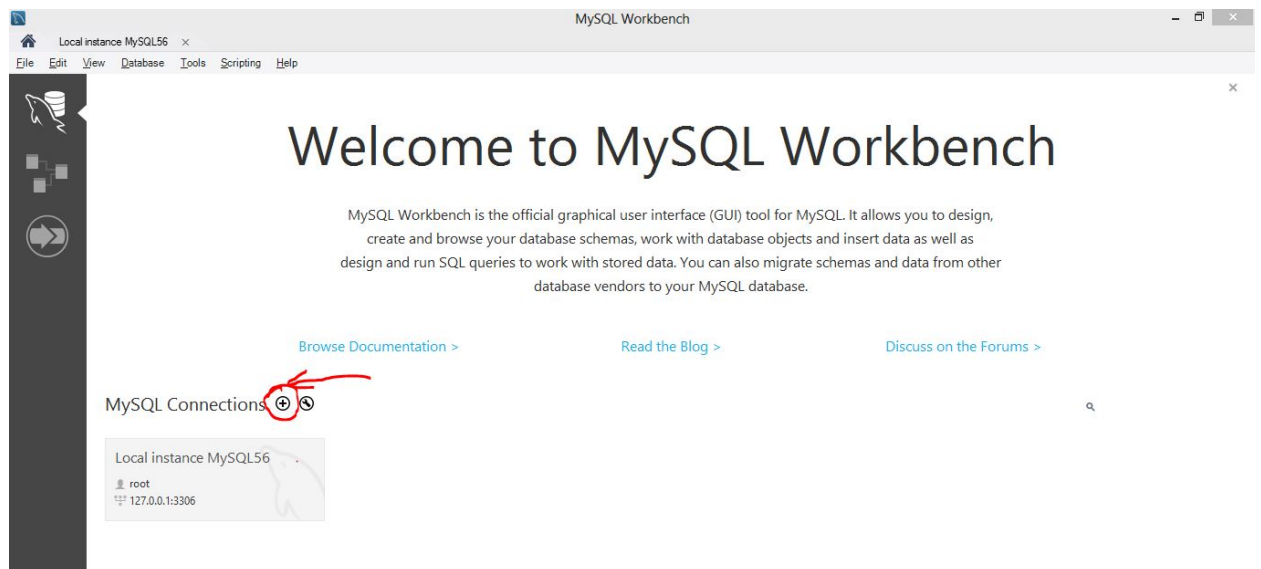 MySQL Workbench
Local instance MySQL56
File Edit View Database Tools Scripting Help
Welcome to MySQL Workbench
MySQL Workbench is the official graphical user interface (GUI) tool for MySQL. It allows you to design,
create and browse your database schemas, work with database objects and insert data as well as
design and run SQL queries to work with stored data. You can also migrate schemas and data from other
database vendors to your MySQL database.
Browse Documentation > Read the Blog > Discuss on the Forums >
MySQL Connections
Local instance MySQL56
root
127.0.0.1:3306